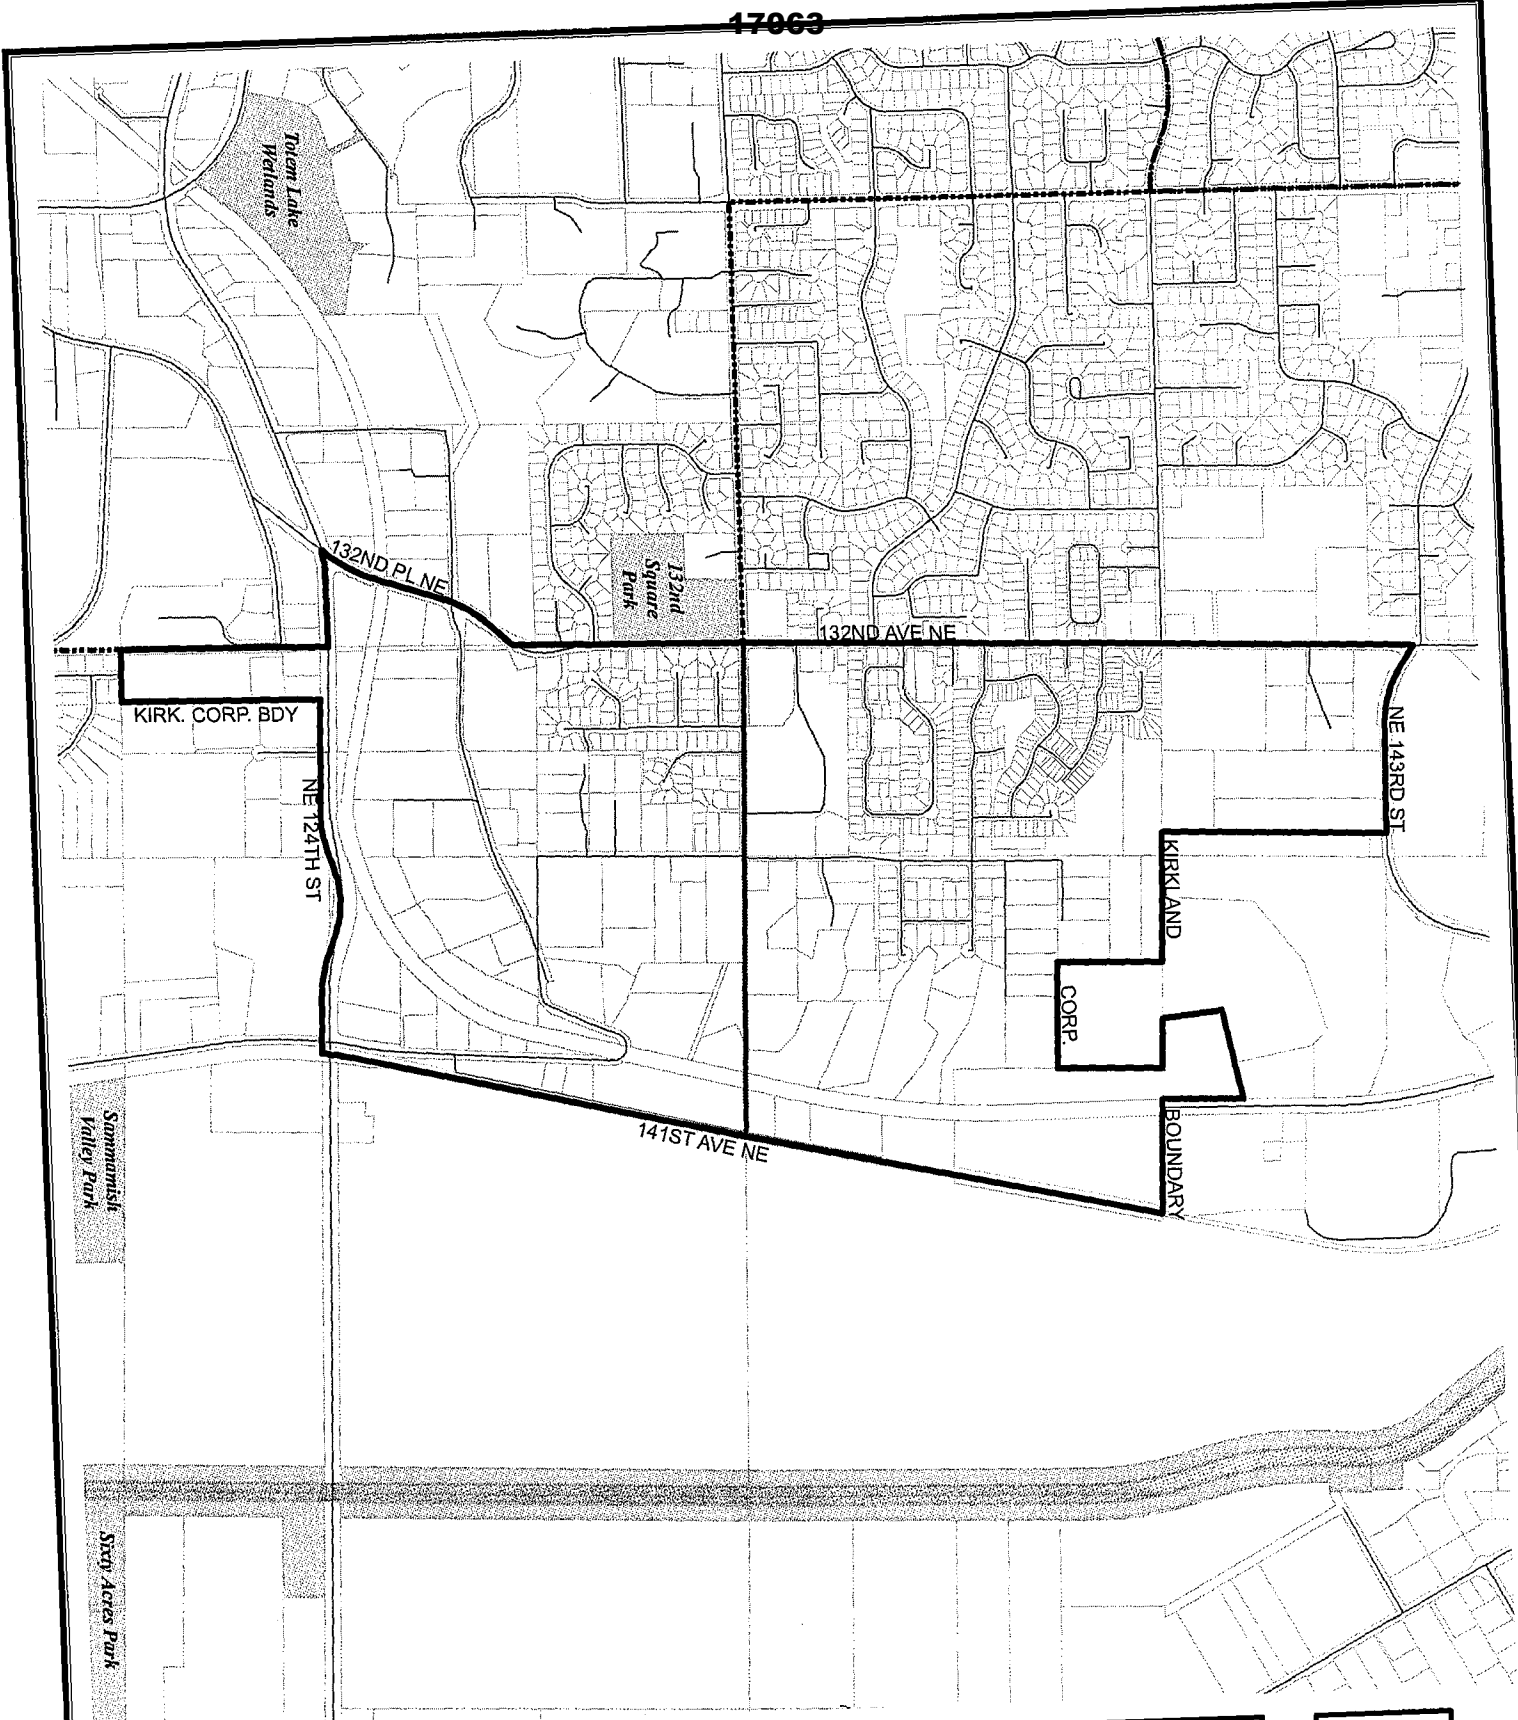 17063
Totem Lake
Wetlands
132ND PL NE
132nd
Square
Park
132ND AVE NE
KIRK. CORP. BDY
NE 143RD ST
NE 124TH ST
KIRKLAND
CORP.
BOUNDARY
141ST AVE NE
Sammamish
Valley Park
Sixty Acres Park